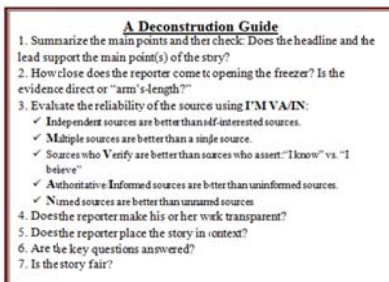 A Deconstruction Guide
1. Summarize the main points and then check: Does the headline and the
lead support the main point(s) of the story?
2. How close does the reporter come to opening the freezer? Is the
evidence direct or "arm's-length?"
3. Evaluate the reliability of the sources using I'M VA/IN:
✓ Independent sources are better than self-interested sources.
✓ Multiple sources are better than a single source.
✓ Sources who Verify are better than sources who assert: "I know" vs. "I
believe"
✓ Authoritative/Informed sources are better than uninformed sources.
✓ Named sources are better than unnamed sources
4. Does the reporter make his or her work transparent?
5. Does the reporter place the story in context?
6. Are the key questions answered?
7. Is the story fair?